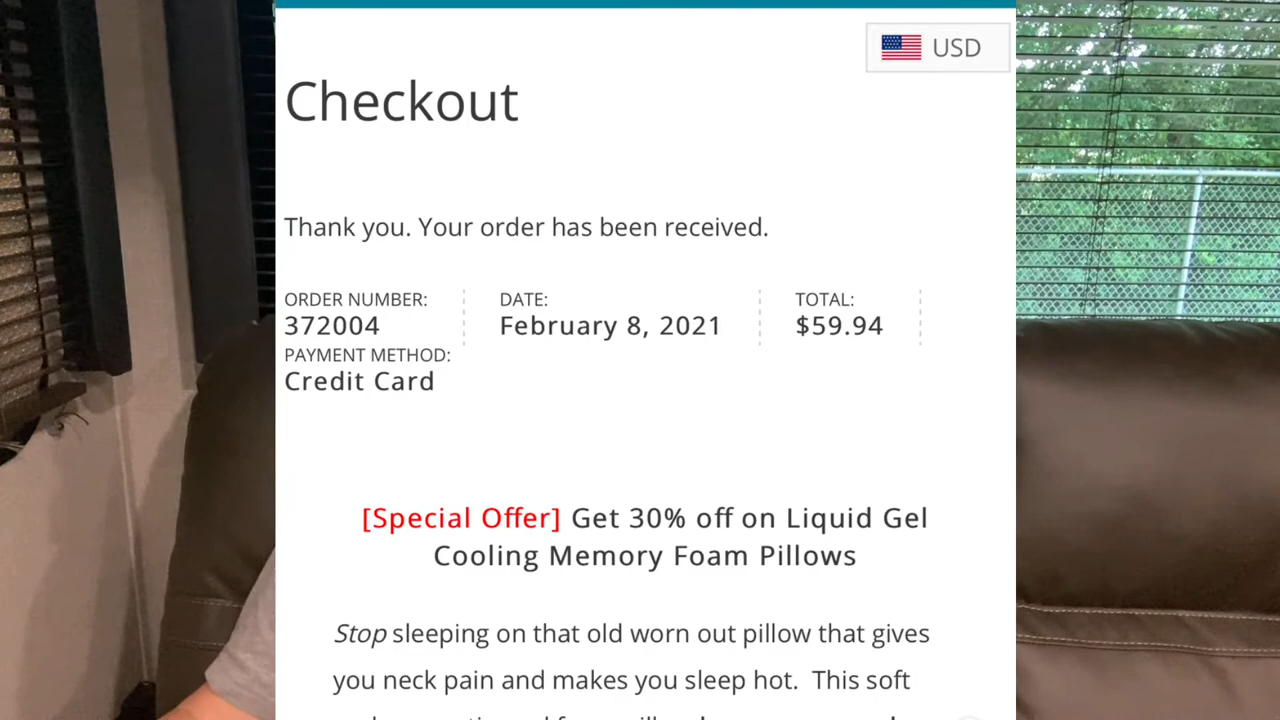 USD
Checkout
Thank you. Your order has been received.
ORDER NUMBER: DATE: TOTAL:
372004 February 8, 2021 $59.94
PAYMENT METHOD:
Credit Card
[Special Offer] Get 30% off on Liquid Gel
Cooling Memory Foam Pillows
Stop sleeping on that old worn out pillow that gives
you neck pain and makes you sleep hot. This soft